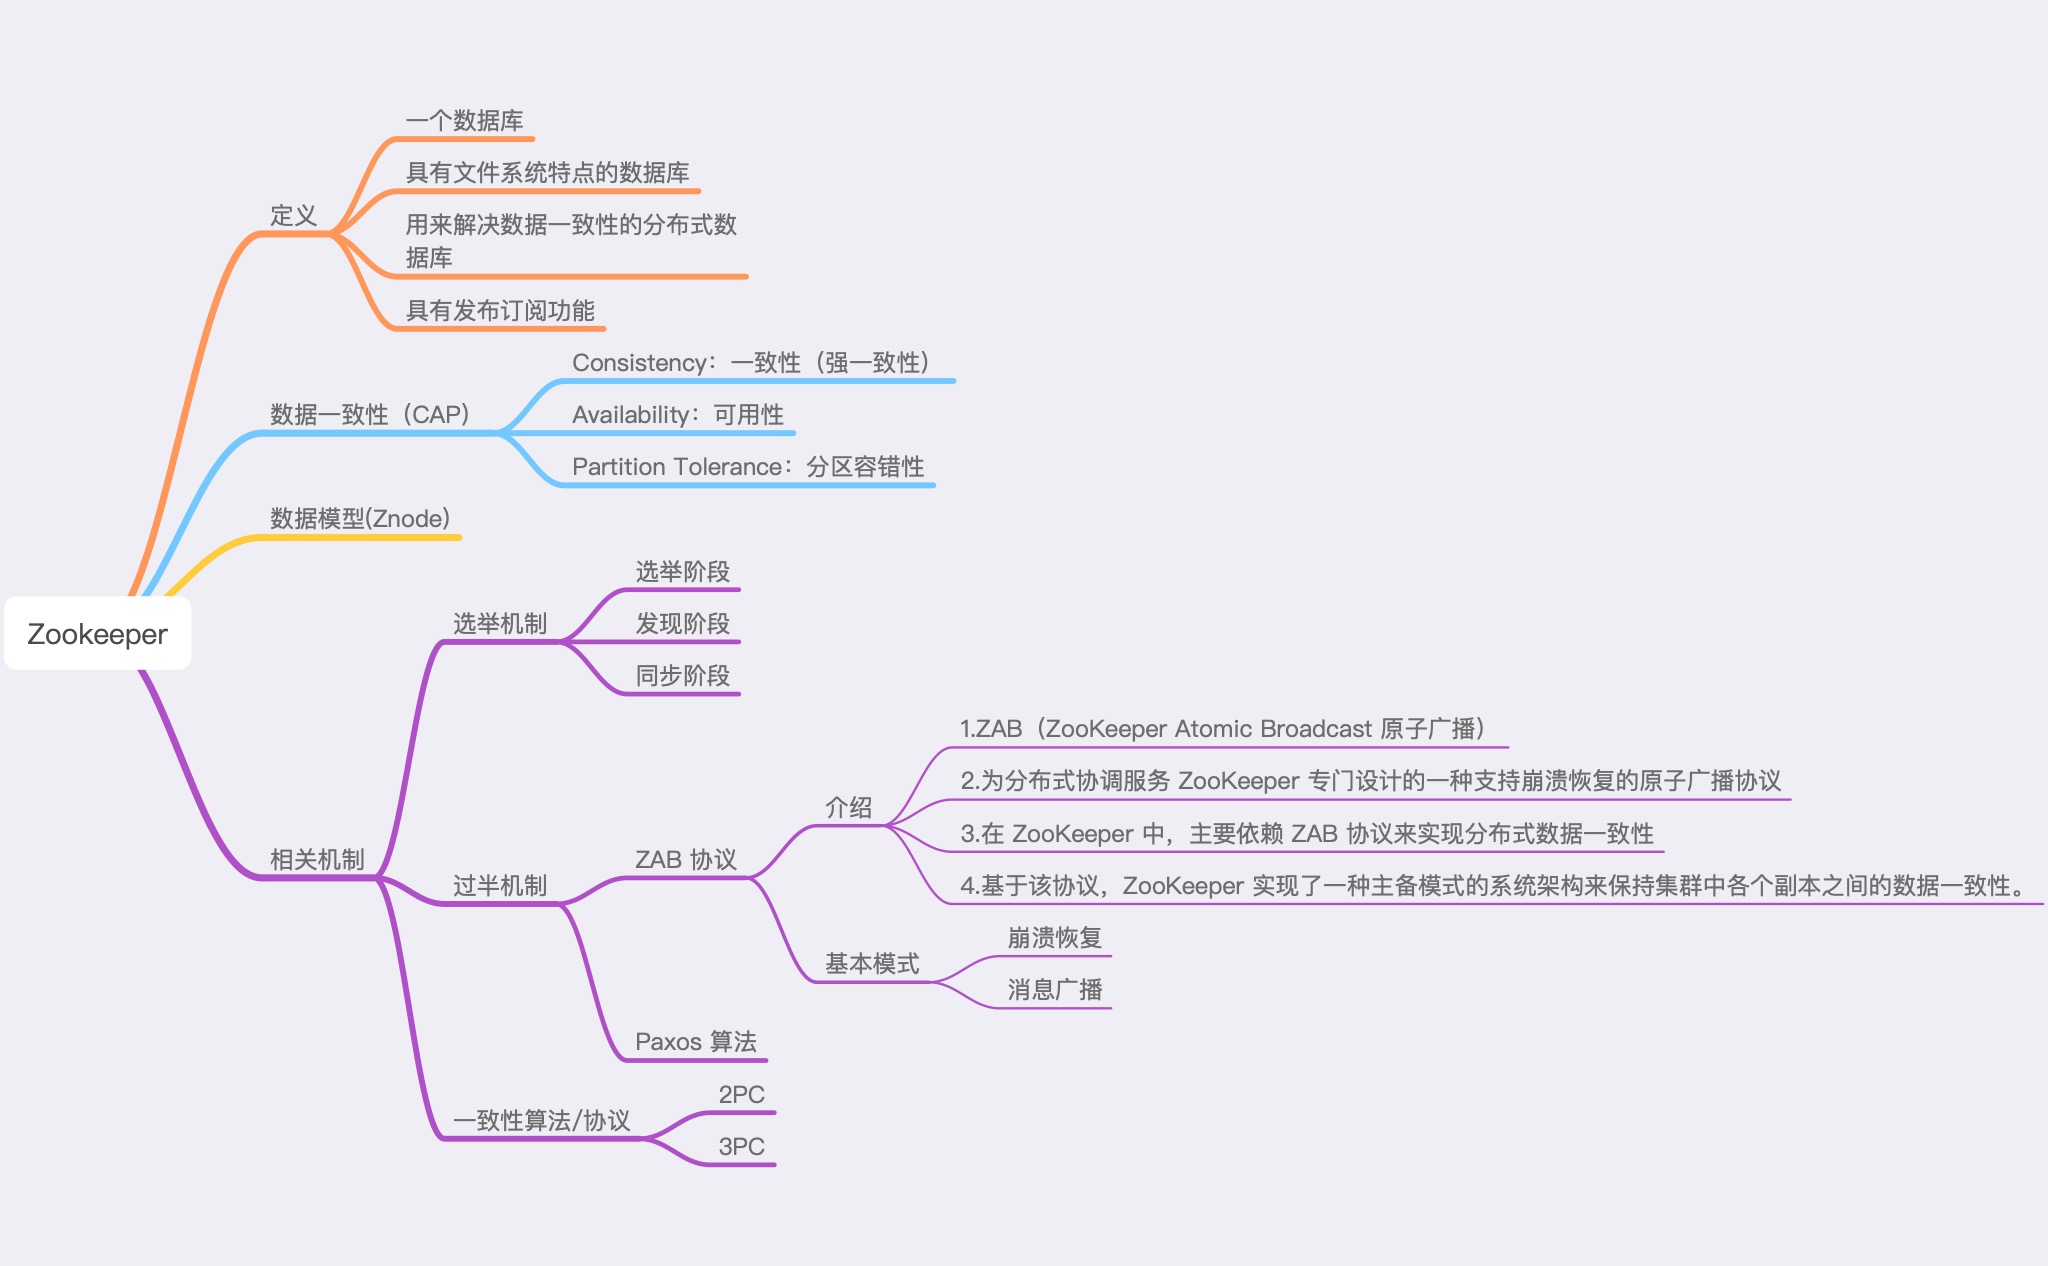 一个数据库
具有文件系统特点的数据库
定义
用来解决数据一致性的分布式数
据库
具有发布订阅功能
Consistency：一致性（强一致性）
数据一致性（CAP）
Availability：可用性
Partition Tolerance：分区容错性
数据模型(Znode)
Zookeeper
选举阶段
选举机制
发现阶段
同步阶段
1.ZAB（ZooKeeper Atomic Broadcast 原子广播）
2.为分布式协调服务 ZooKeeper 专门设计的一种支持崩溃恢复的原子广播协议
介绍
3.在 ZooKeeper 中，主要依赖 ZAB 协议来实现分布式数据一致性
相关机制
ZAB 协议
过半机制
4.基于该协议，ZooKeeper 实现了一种主备模式的系统架构来保持集群中各个副本之间的数据一致性。
崩溃恢复
基本模式
消息广播
Paxos 算法
2PC
一致性算法/协议
3PC